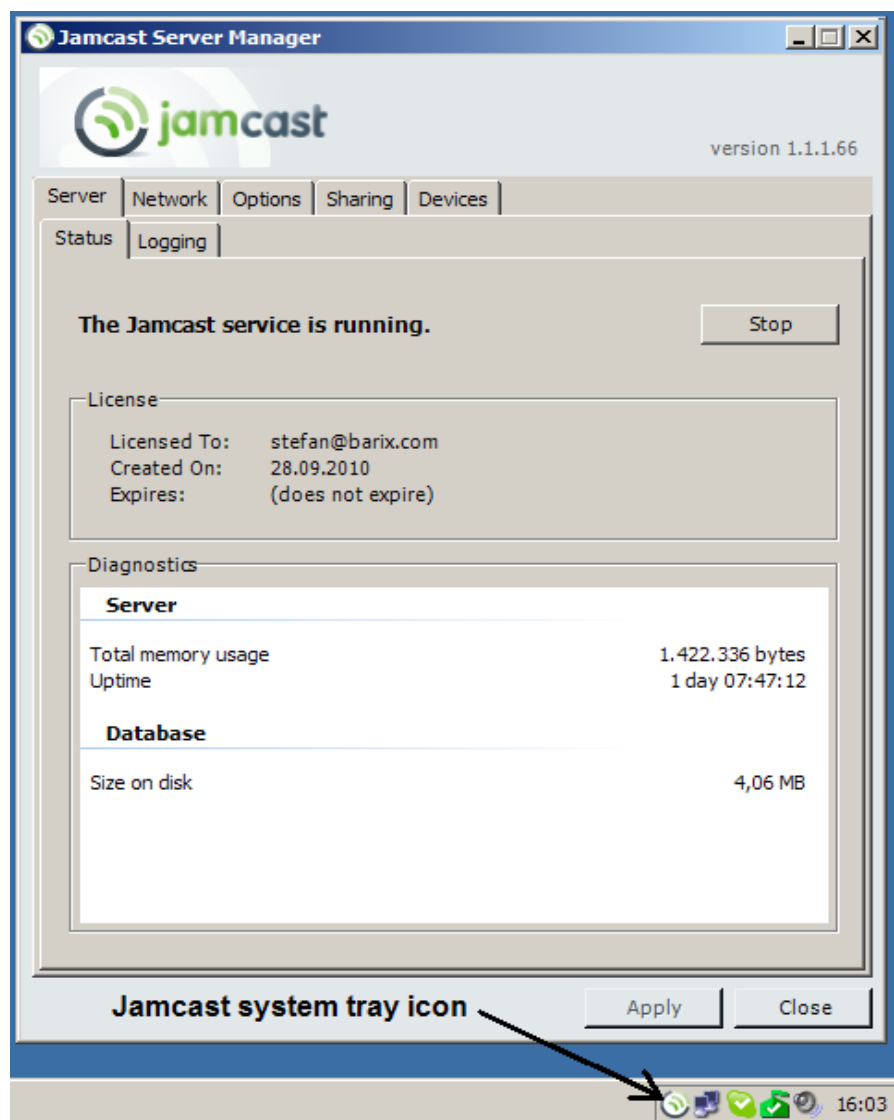 Jamcast Server Manager
jamcast
version 1.1.1.66
Server Network Options Sharing Devices
Status Logging
The Jamcast service is running. Stop
License
Licensed To: stefan@barix.com
Created On: 28.09.2010
Expires: (does not expire)
Diagnostics
Server
Total memory usage 1.422.336 bytes
Uptime 1 day 07:47:12
Database
Size on disk 4,06 MB
Jamcast system tray icon Apply Close
16:03